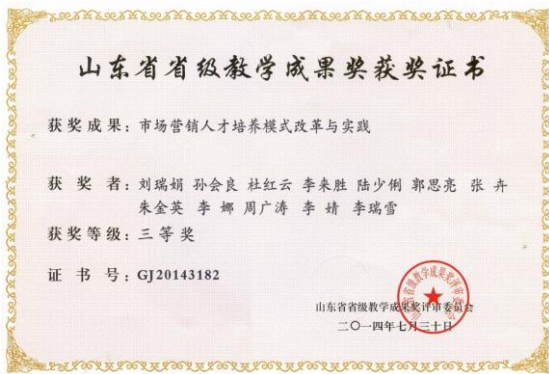 山东省省级教学成果奖获奖证书
获奖成果：市场营销人才培养模式改革与实践
获 奖 者：刘瑞娟 孙会良 杜红云 李来胜 陆少俐 郭思亮 张 卉
朱金英 李 娜 周广涛 李 婧 李瑞雪
获奖等级：三等奖
证 书 号：GJ20143182
山东省省级教学成果奖评审委员会
二〇一四年七月三十日